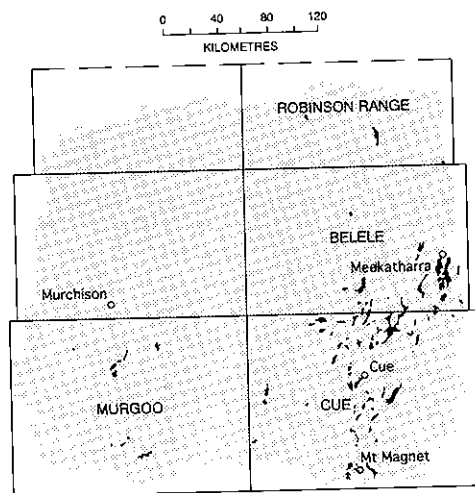 0 40 80 120
KILOMETRES
ROBINSON RANGE
BELELE
Meekatharra
Murchison
Cue
MURGOO
CUE
Mt Magnet